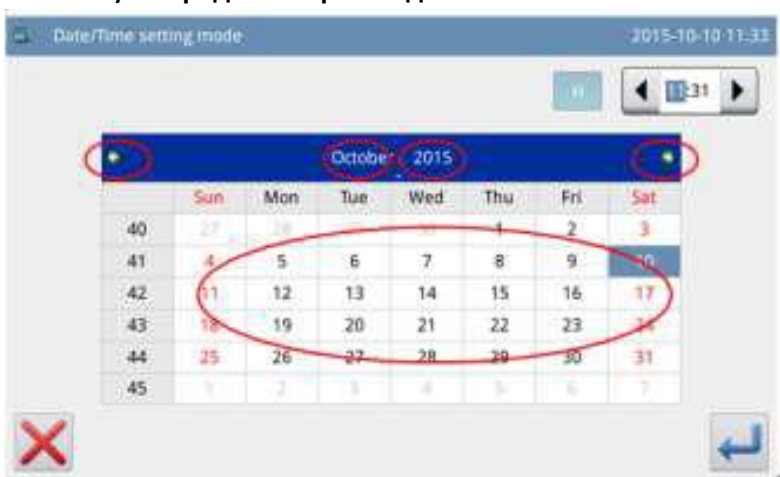 Date/Time setting mode 2015-10-10 11:33
11:31
October, 2015
Sun Mon Tue Wed Thu Fri Sat
40 27 28 30 1 2 3
41 4 5 6 7 8 9 10
42 11 12 13 14 15 16 17
43 18 19 20 21 22 23 24
44 25 26 27 28 29 30 31
45 1 2 3 4 5 6 7